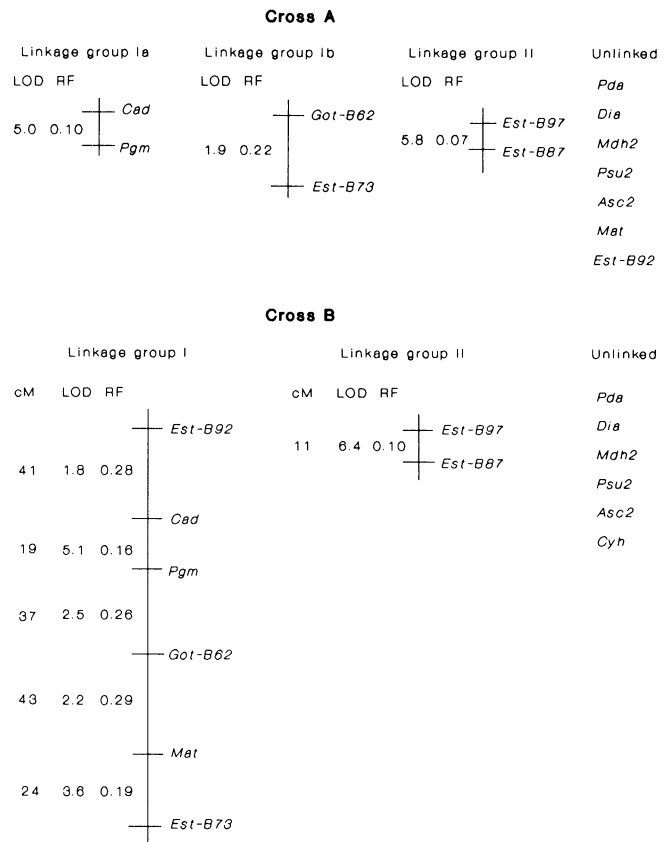 Cross A
Linkage group Ia
LOD RF
Cad
5.0 0.10
Pgm
Linkage group Ib
LOD RF
Got-B62
1.9 0.22
Est-B73
Linkage group II
LOD RF
Est-B97
5.8 0.07
Est-B87
Unlinked
Pda
Dia
Mdh2
Psu2
Asc2
Mat
Est-B92
Cross B
Linkage group I
cM LOD RF
Est-B92
41 1.8 0.28
Cad
19 5.1 0.16
Pgm
37 2.5 0.26
Got-B62
43 2.2 0.29
Mat
24 3.6 0.19
Est-B73
Linkage group II
cM LOD RF
Est-B97
11 6.4 0.10
Est-B87
Unlinked
Pda
Dia
Mdh2
Psu2
Asc2
Cyh